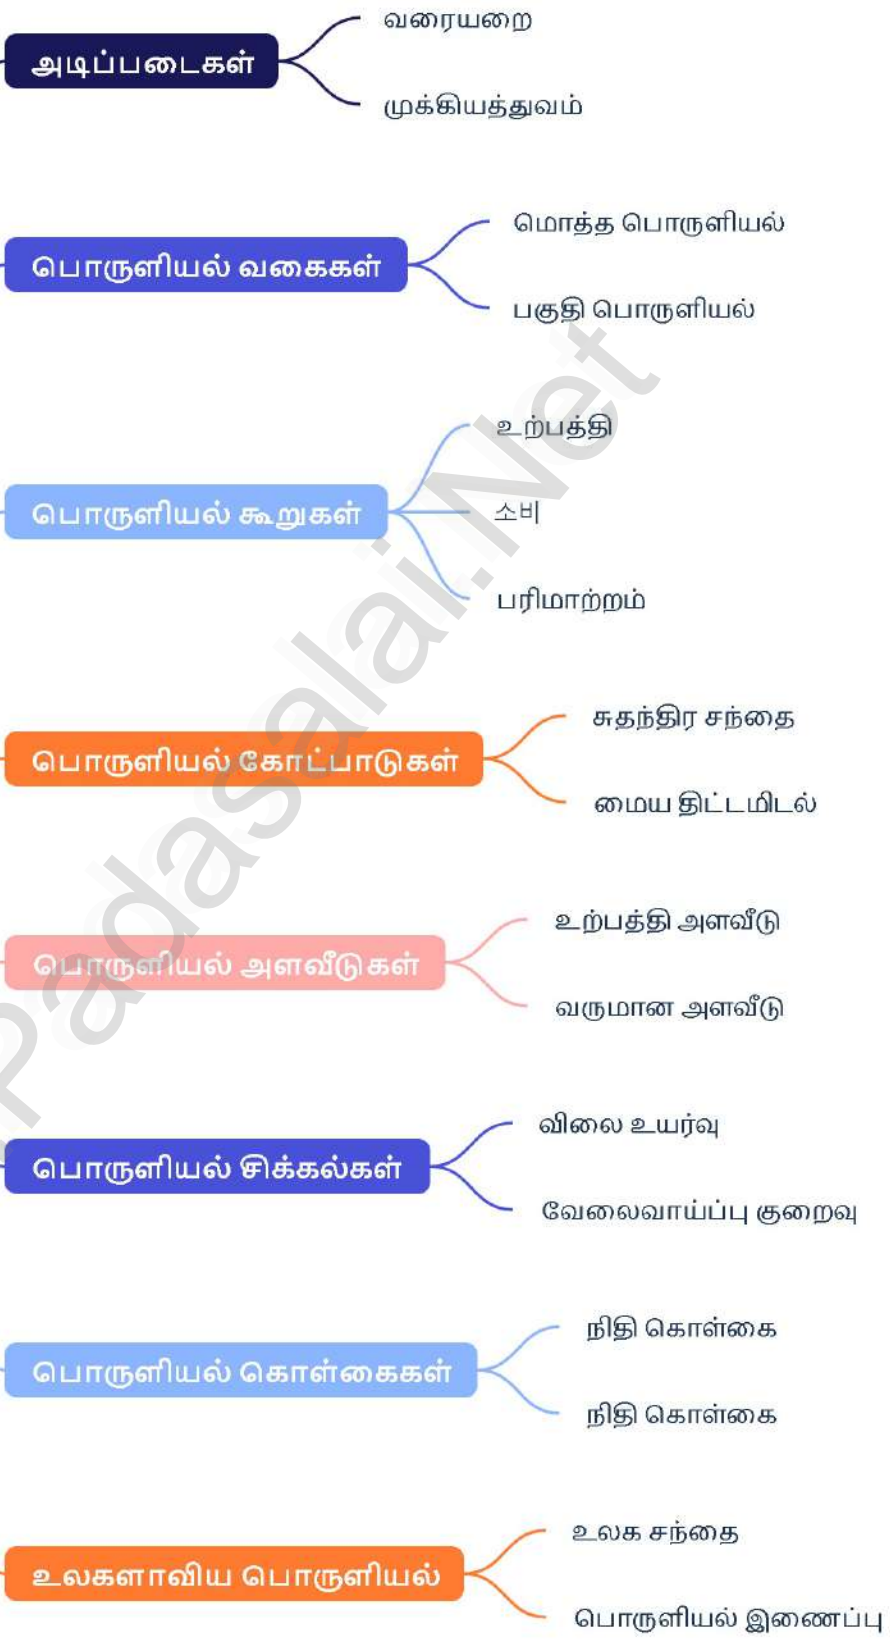 அடிப்படைகள்
வரையறை
முக்கியத்துவம்
பொருளியல் வகைகள்
மொத்த பொருளியல்
பகுதி பொருளியல்
பொருளியல் கூறுகள்
உற்பத்தி
소비
பரிமாற்றம்
பொருளியல் கோட்பாடுகள்
சுதந்திர சந்தை
மைய திட்டமிடல்
பொருளியல் அளவீடுகள்
உற்பத்தி அளவீடு
வருமான அளவீடு
பொருளியல் சிக்கல்கள்
விலை உயர்வு
வேலைவாய்ப்பு குறைவு
பொருளியல் கொள்கைகள்
நிதி கொள்கை
நிதி கொள்கை
உலகளாவிய பொருளியல்
உலக சந்தை
பொருளியல் இணைப்பு
.Padasalai.Net